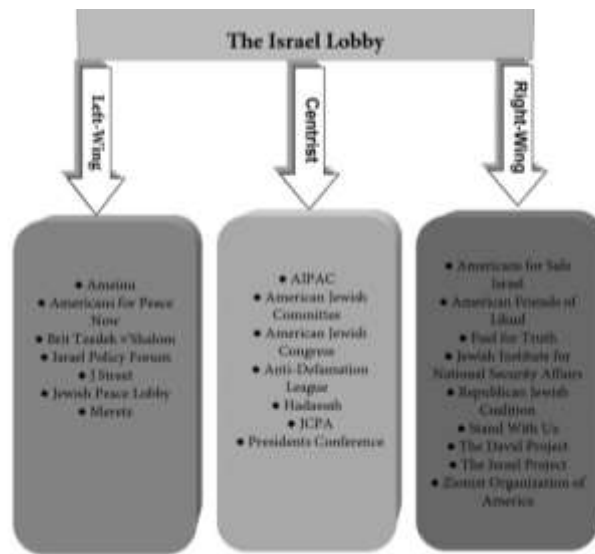 The Israel Lobby
Left-Wing
Centrist
Right-Wing
● Ameinu
● Americans for Peace
Now
● Brit Tzedek v'Shalom
● Israel Policy Forum
● J Street
● Jewish Peace Lobby
● Meretz
● AIPAC
● American Jewish
Committee
● American Jewish
Congress
● Anti-Defamation
League
● Hadassah
● JCPA
● Presidents Conference
● Americans for Safe
Israel
● American Friends of
Likud
● Fuel for Truth
● Jewish Institute for
National Security Affairs
● Republican Jewish
Coalition
● Stand With Us
● The David Project
● The Israel Project
● Zionist Organization of
America